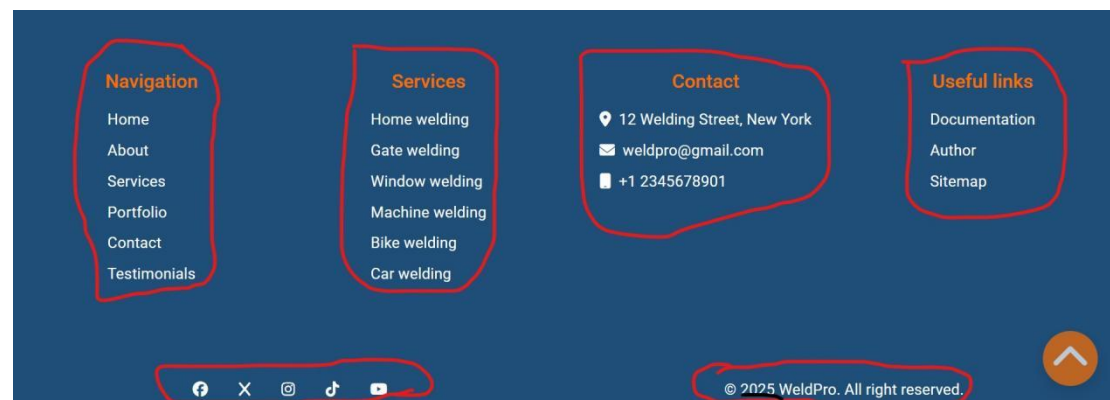 Navigation
Home
About
Services
Portfolio
Contact
Testimonials
Services
Home welding
Gate welding
Window welding
Machine welding
Bike welding
Car welding
Contact
12 Welding Street, New York
weldpro@gmail.com
+1 2345678901
Useful links
Documentation
Author
Sitemap
© 2025 WeldPro. All right reserved.